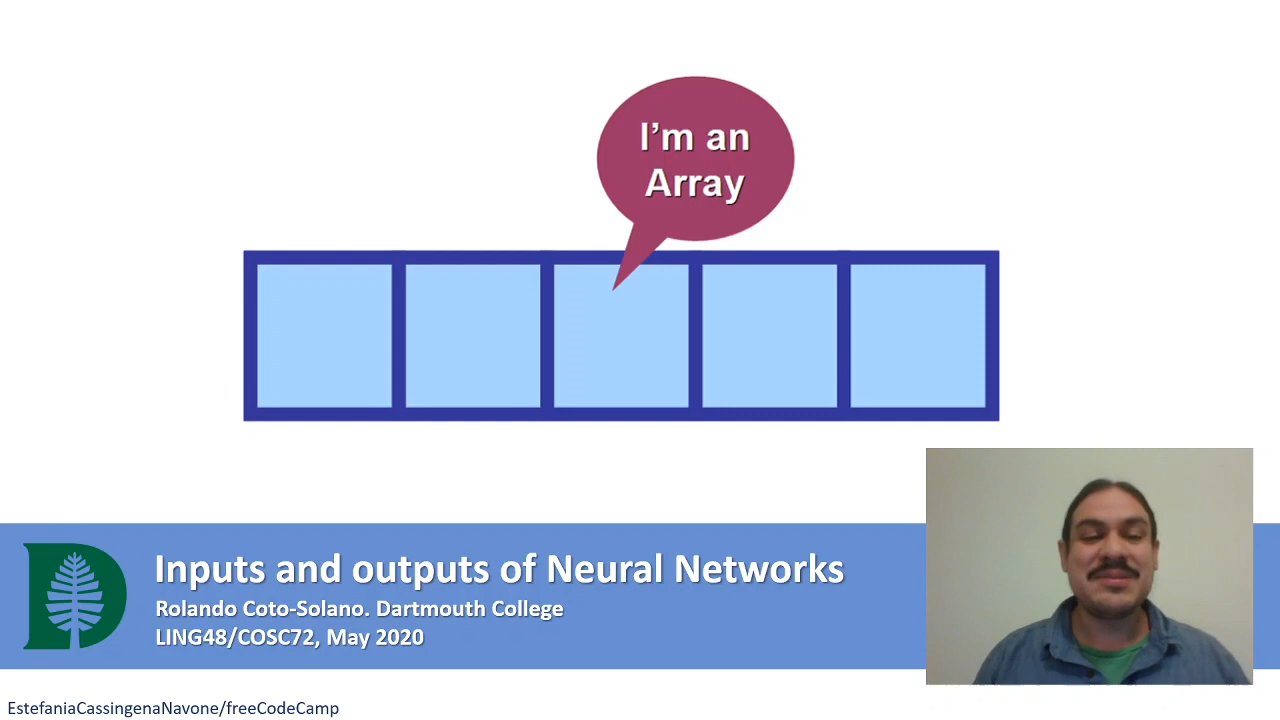 I'm an
Array
Inputs and outputs of Neural Networks
Rolando Coto-Solano. Dartmouth College
LING48/COSC72, May 2020
D
EstefaniaCassingenaNavone/freeCodeCamp